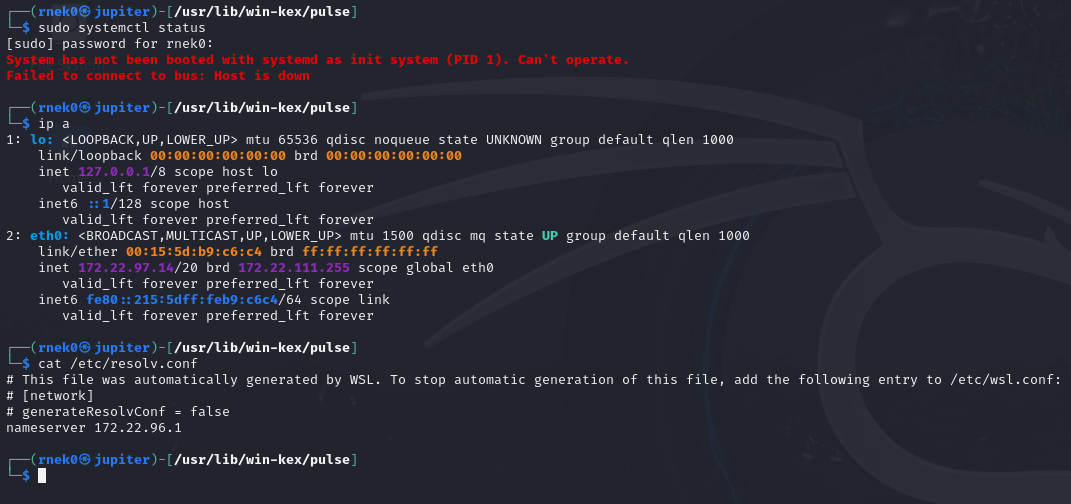 ┌──(rnek0㉿jupiter)-[/usr/lib/win-kex/pulse]
└─$ sudo systemctl status
[sudo] password for rnek0:
System has not been booted with systemd as init system (PID 1). Can't operate.
Failed to connect to bus: Host is down
┌──(rnek0㉿jupiter)-[/usr/lib/win-kex/pulse]
└─$ ip a
1: lo: <LOOPBACK,UP,LOWER_UP> mtu 65536 qdisc noqueue state UNKNOWN group default qlen 1000
    link/loopback 00:00:00:00:00:00 brd 00:00:00:00:00:00
    inet 127.0.0.1/8 scope host lo
       valid_lft forever preferred_lft forever
    inet6 ::1/128 scope host
       valid_lft forever preferred_lft forever
2: eth0: <BROADCAST,MULTICAST,UP,LOWER_UP> mtu 1500 qdisc mq state UP group default qlen 1000
    link/ether 00:15:5d:b9:c6:c4 brd ff:ff:ff:ff:ff:ff
    inet 172.22.97.14/20 brd 172.22.111.255 scope global eth0
       valid_lft forever preferred_lft forever
    inet6 fe80::215:5dff:feb9:c6c4/64 scope link
       valid_lft forever preferred_lft forever
┌──(rnek0㉿jupiter)-[/usr/lib/win-kex/pulse]
└─$ cat /etc/resolv.conf
# This file was automatically generated by WSL. To stop automatic generation of this file, add the following entry to /etc/wsl.conf:
# [network]
# generateResolvConf = false
nameserver 172.22.96.1
┌──(rnek0㉿jupiter)-[/usr/lib/win-kex/pulse]
└─$